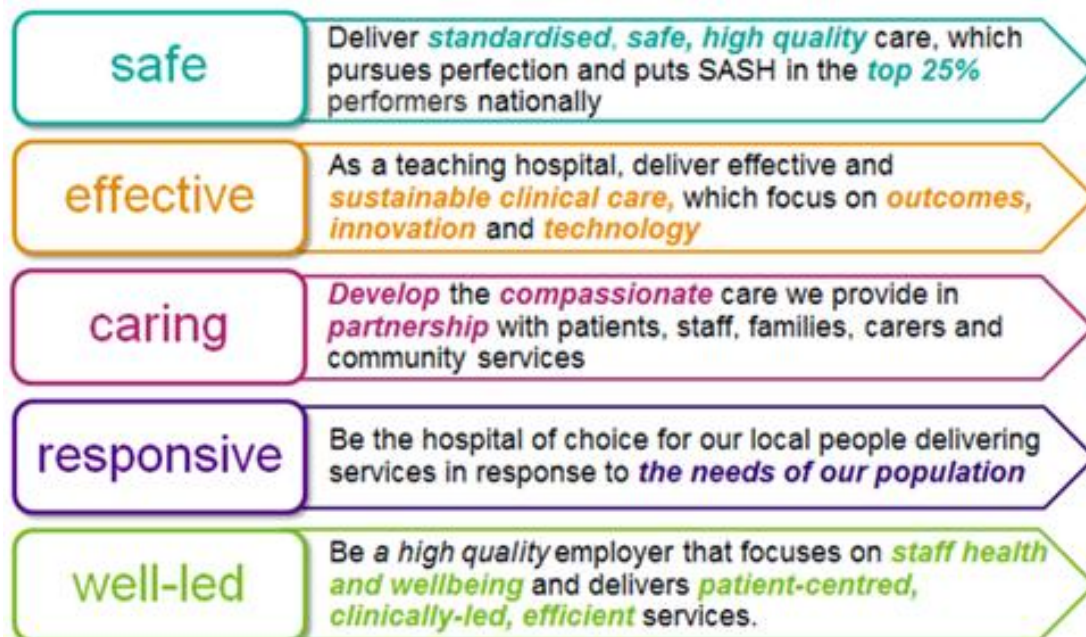 safe
Deliver standardised, safe, high quality care, which
pursues perfection and puts SASH in the top 25%
performers nationally
effective
As a teaching hospital, deliver effective and
sustainable clinical care, which focus on outcomes,
innovation and technology
caring
Develop the compassionate care we provide in
partnership with patients, staff, families, carers and
community services
responsive
Be the hospital of choice for our local people delivering
services in response to the needs of our population
well-led
Be a high quality employer that focuses on staff health
and wellbeing and delivers patient-centred,
clinically-led, efficient services.